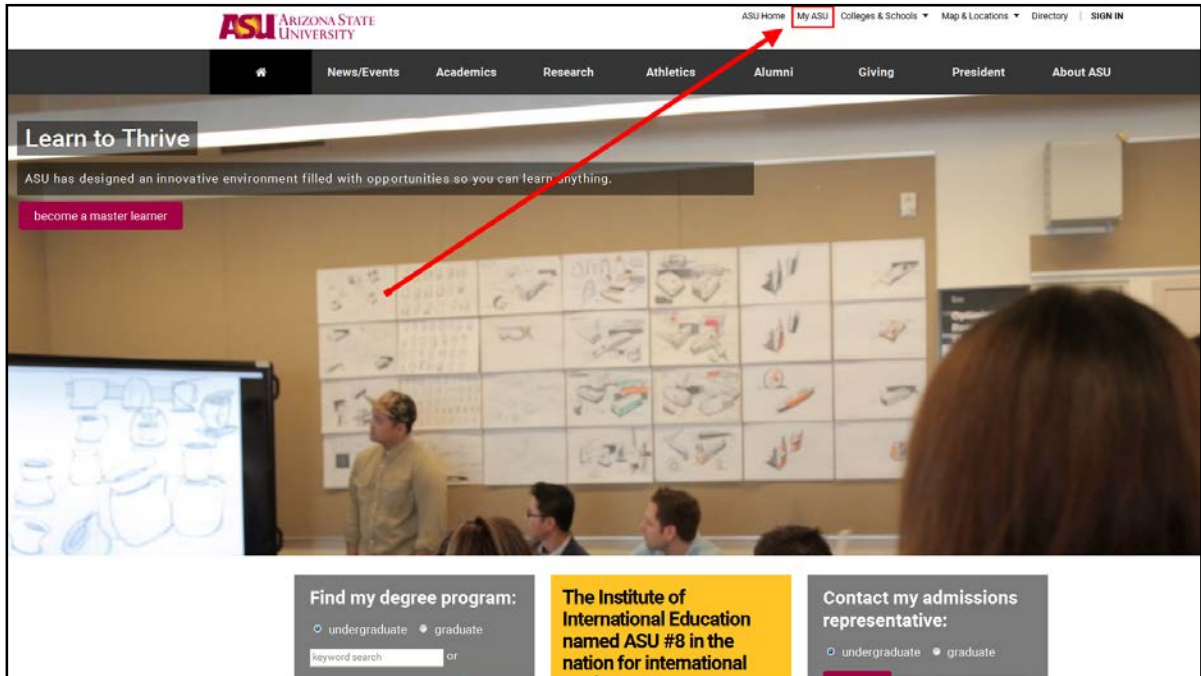 ASU ARIZONA STATE
UNIVERSITY
ASU Home My ASU Colleges & Schools Map & Locations Directory SIGN IN
News/Events Academics Research Athletics Alumni Giving President About ASU
Learn to Thrive
ASU has designed an innovative environment filled with opportunities so you can learn anything.
become a master learner
Find my degree program:
undergraduate graduate
keyword search or
The Institute of
International Education
named ASU #8 in the
nation for international
Contact my admissions
representative:
undergraduate graduate